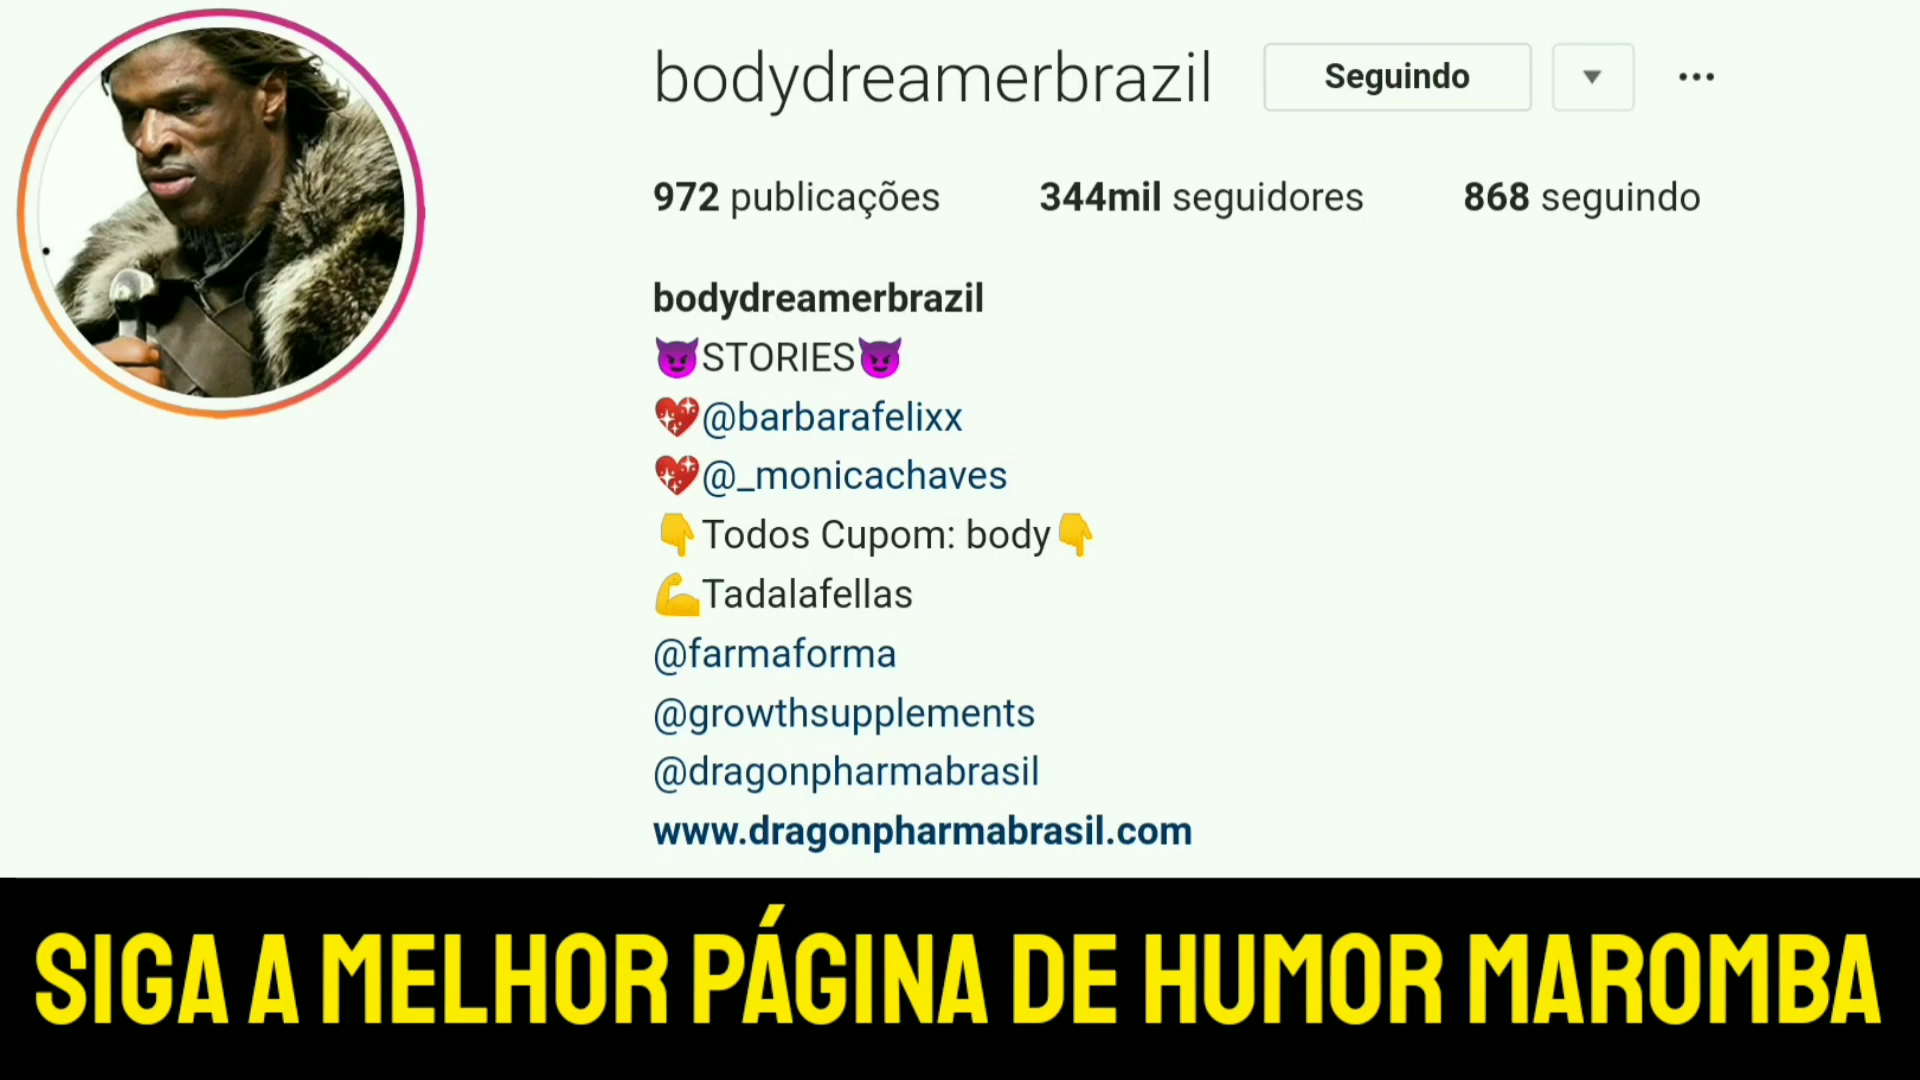 bodydreamerbrazil Seguindo
972 publicações 344mil seguidores 868 seguindo
bodydreamerbrazil
😈STORIES😈
💖@barbarafelixx
💖@_monicachaves
👇Todos Cupom: body👇
💪Tadalafellas
@farmaforma
@growthsupplements
@dragonpharmabrasil
www.dragonpharmabrasil.com
SIGA A MELHOR PÁGINA DE HUMOR MAROMBA